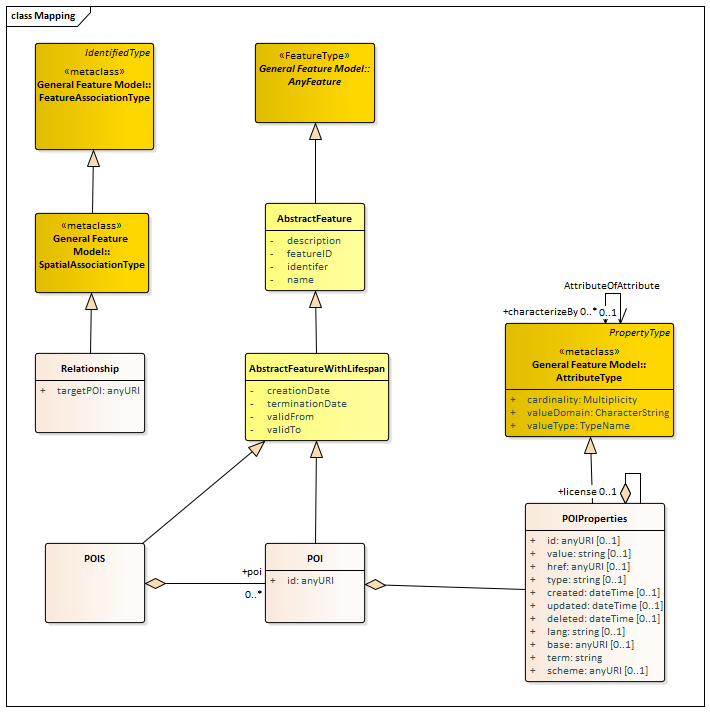 class Mapping
IdentifiedType
«metaclass»
General Feature Model::
FeatureAssociationType
«FeatureType»
General Feature Model::
AnyFeature
«metaclass»
General Feature
Model::
SpatialAssociationType
AbstractFeature
- description
- featureID
- identifer
- name
AttributeOfAttribute
+characterizeBy 0..*
0..1
PropertyType
«metaclass»
General Feature Model::
AttributeType
+ cardinality: Multiplicity
+ valueDomain: CharacterString
+ valueType: TypeName
Relationship
+ targetPOI: anyURI
AbstractFeatureWithLifespan
- creationDate
- terminationDate
- validFrom
- validTo
+license 0..1
POIS
+poi
0..*
POI
+ id: anyURI
POIProperties
+ id: anyURI [0..1]
+ value: string [0..1]
+ href: anyURI [0..1]
+ type: string [0..1]
+ created: dateTime [0..1]
+ updated: dateTime [0..1]
+ deleted: dateTime [0..1]
+ lang: string [0..1]
+ base: anyURI [0..1]
+ term: string
+ scheme: anyURI [0..1]